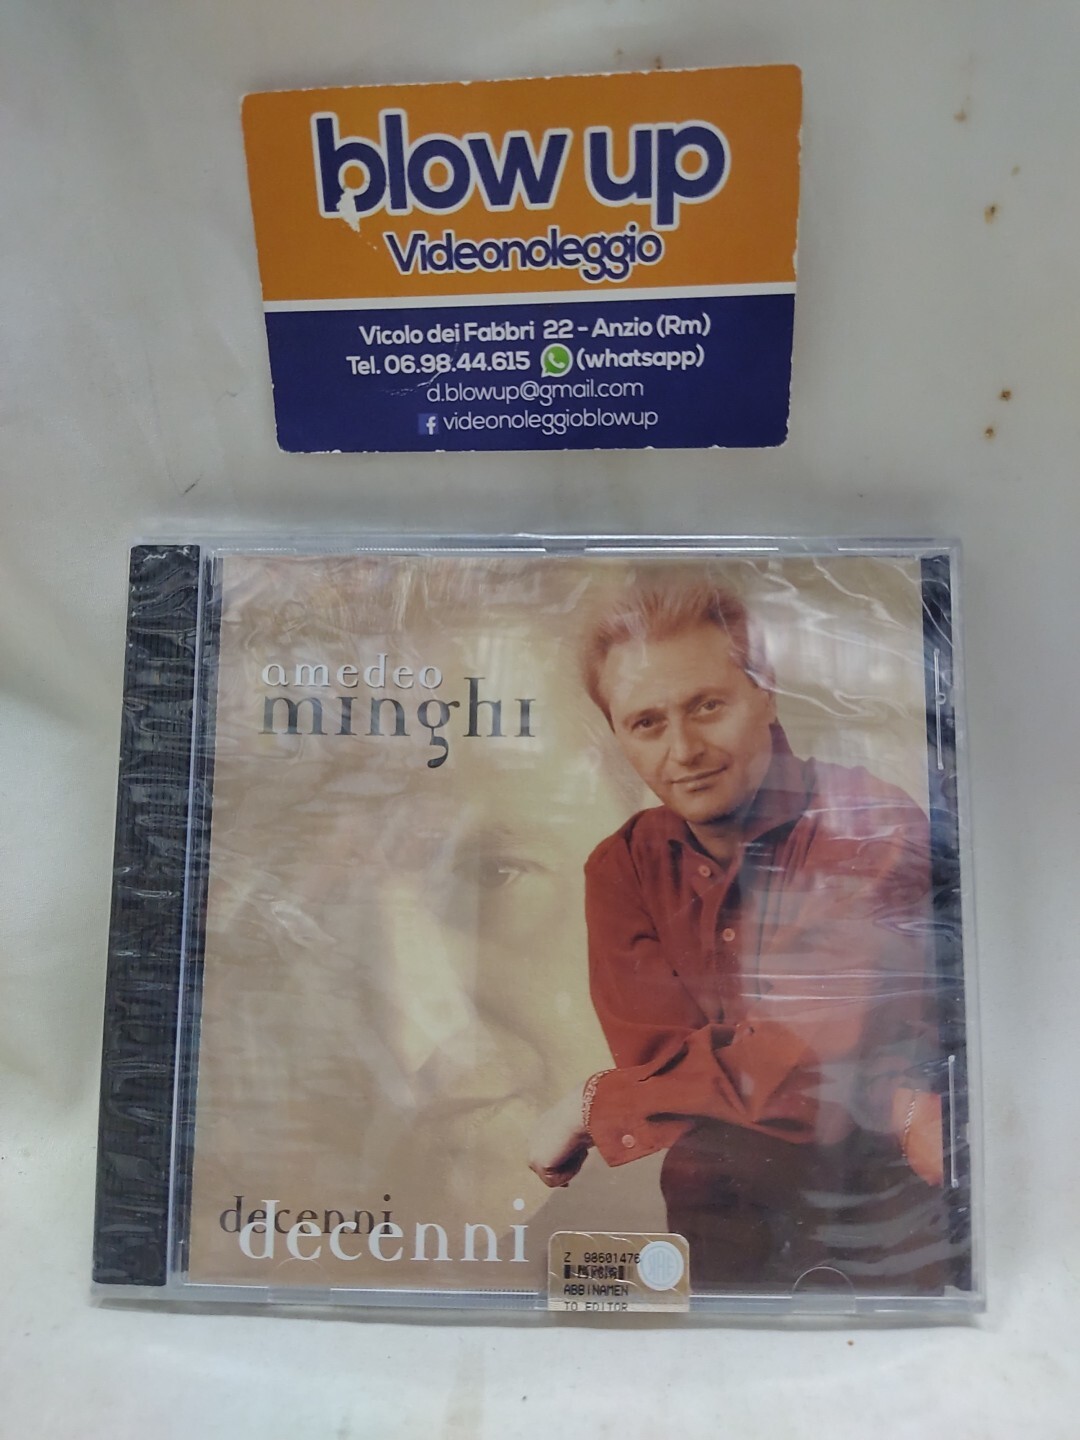 blow up
Videonoleggio
Vicolo dei Fabbri 22 - Anzio (Rm)
Tel. 06.98.44.615 (whatsapp)
d.blowup@gmail.com
f videonoleggioblowup
amedeo
minghi
decenni
decenni
Z 98601476
ABBINAMEN
TO EDITOR